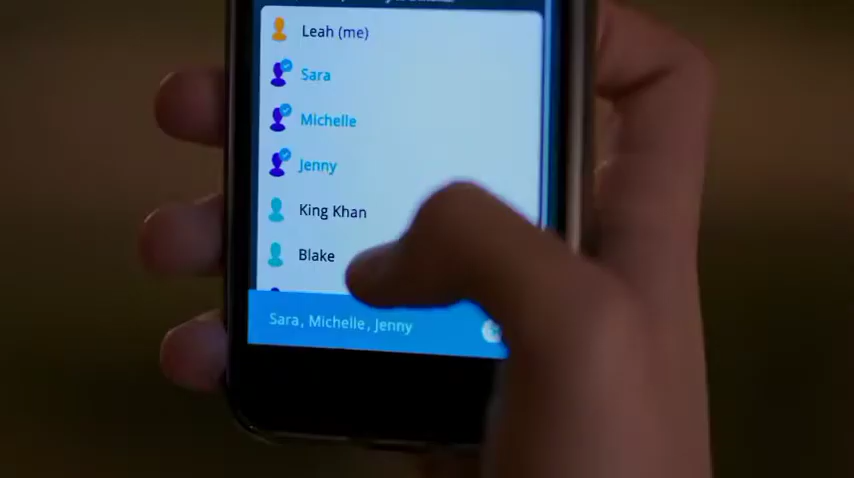 Leah (me)
Sara
Michelle
Jenny
King Khan
Blake
Sara, Michelle, Jenny